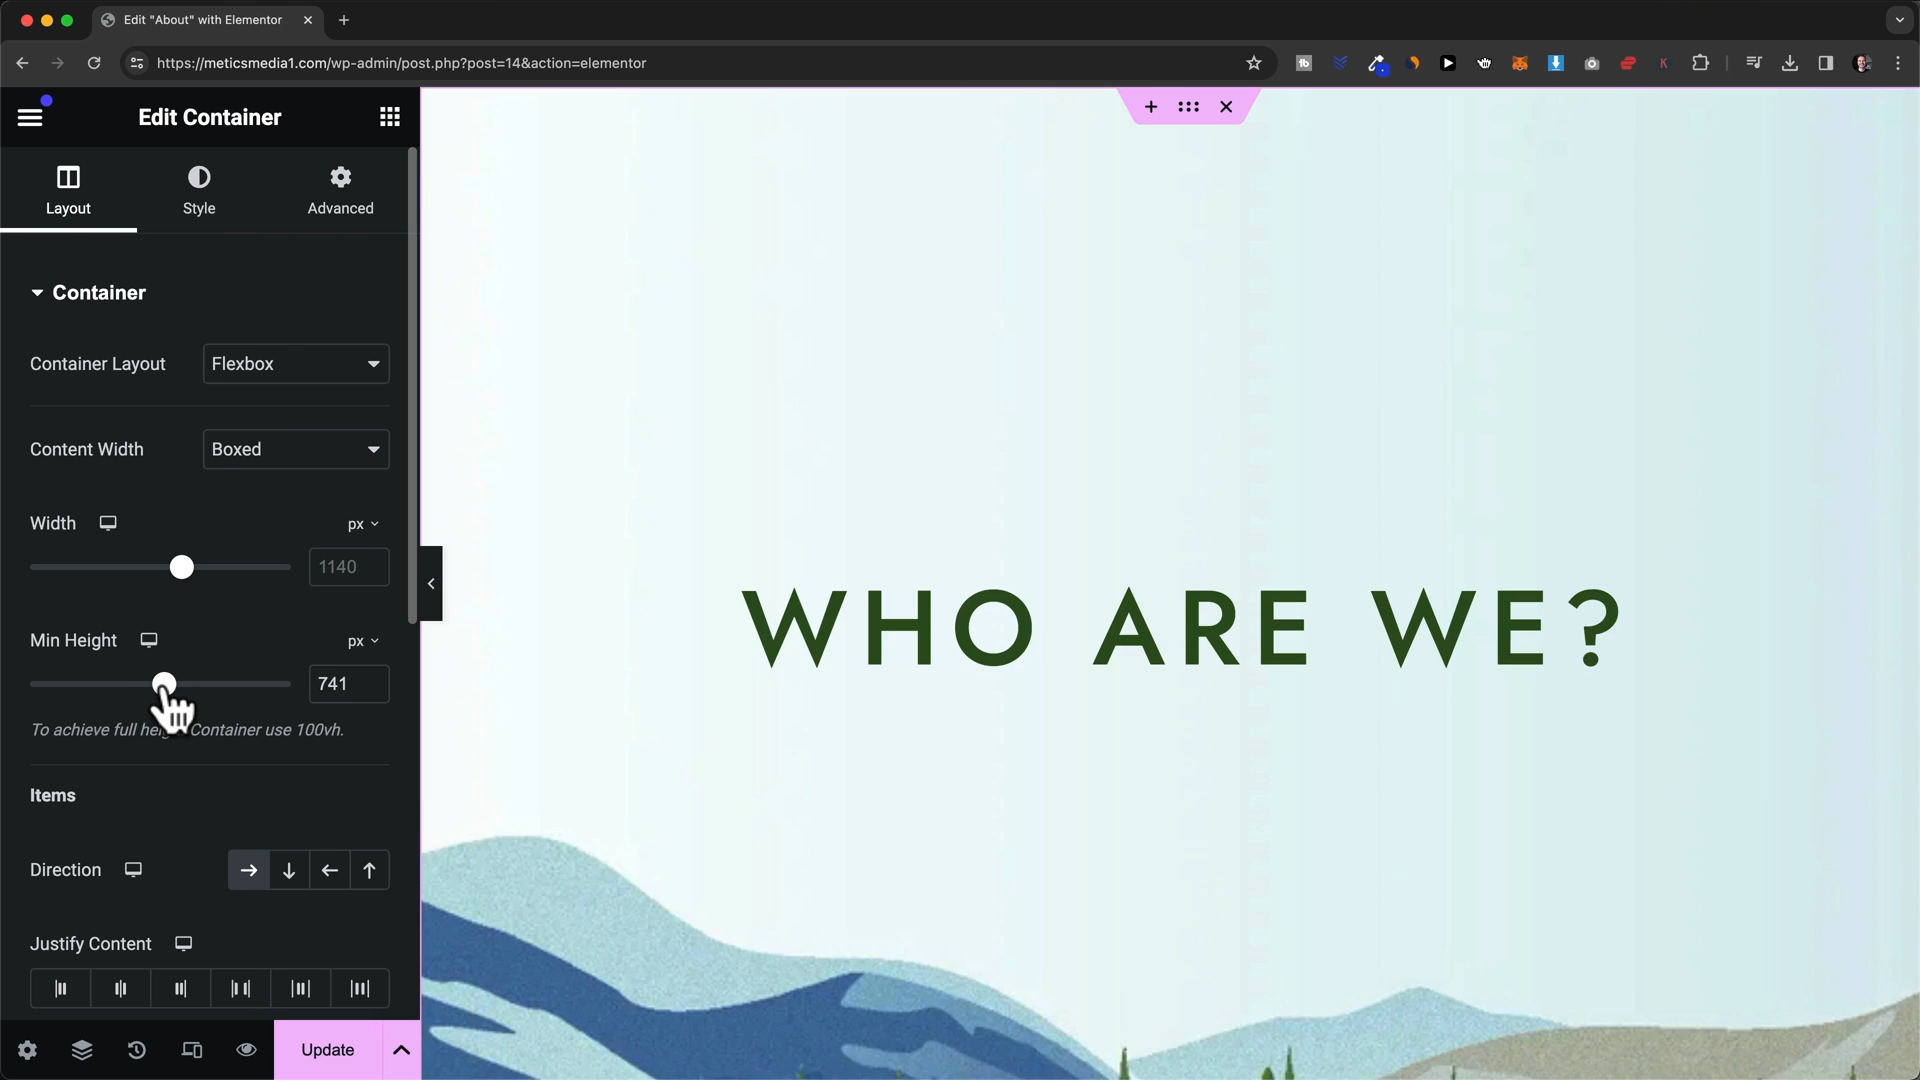 Edit "About" with Elementor
https://meticsmedia1.com/wp-admin/post.php?post=14&action=elementor
Edit Container
Layout
Style
Advanced
Container
Container Layout
Flexbox
Content Width
Boxed
Width
px
1140
Min Height
px
741
To achieve full Container use 100vh.
Items
Direction
Justify Content
Update
WHO ARE WE?